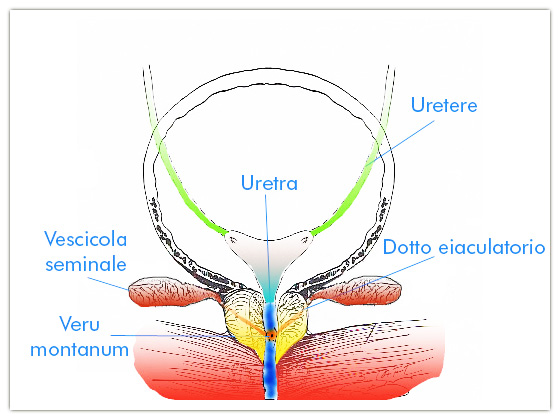 Uretere
Uretra
Vescicola
seminale
Dotto eiaculatorio
Veru
montanum